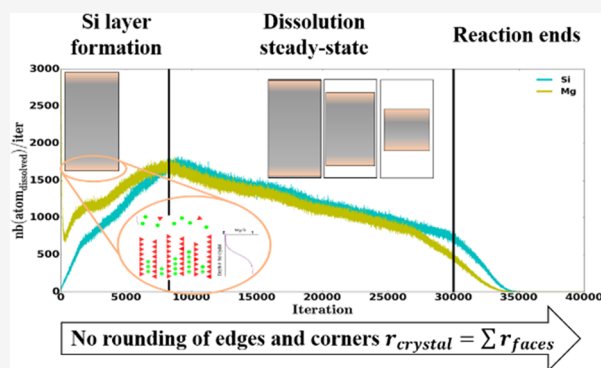 Si layer
formation
Dissolution
steady-state
Reaction ends
nb(atom_dissolved)/iter
3000
2500
2000
1500
1000
500
0
Si
Mg
0 5000 10000 15000 20000 25000 30000 35000 40000
Iteration
No rounding of edges and corners r_crystal = ∑ r_faces